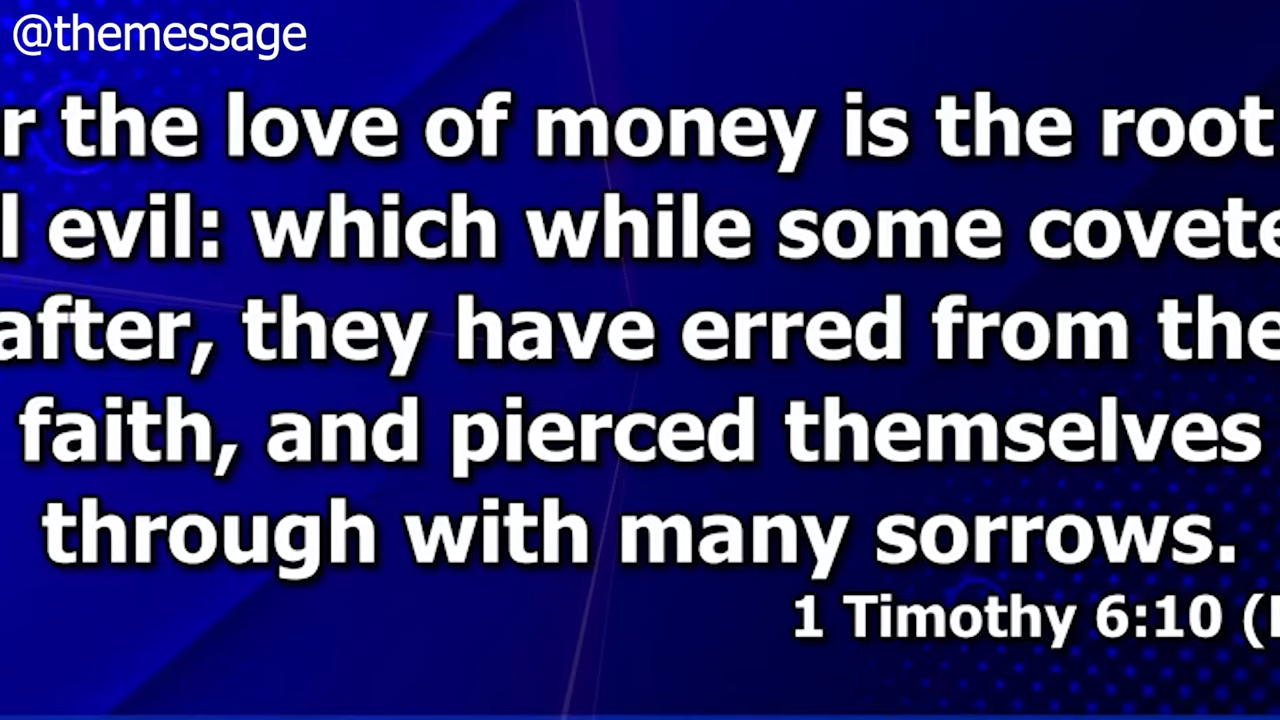 @themessage
r the love of money is the root
l evil: which while some covete
after, they have erred from the
faith, and pierced themselves
through with many sorrows.
1 Timothy 6:10 (